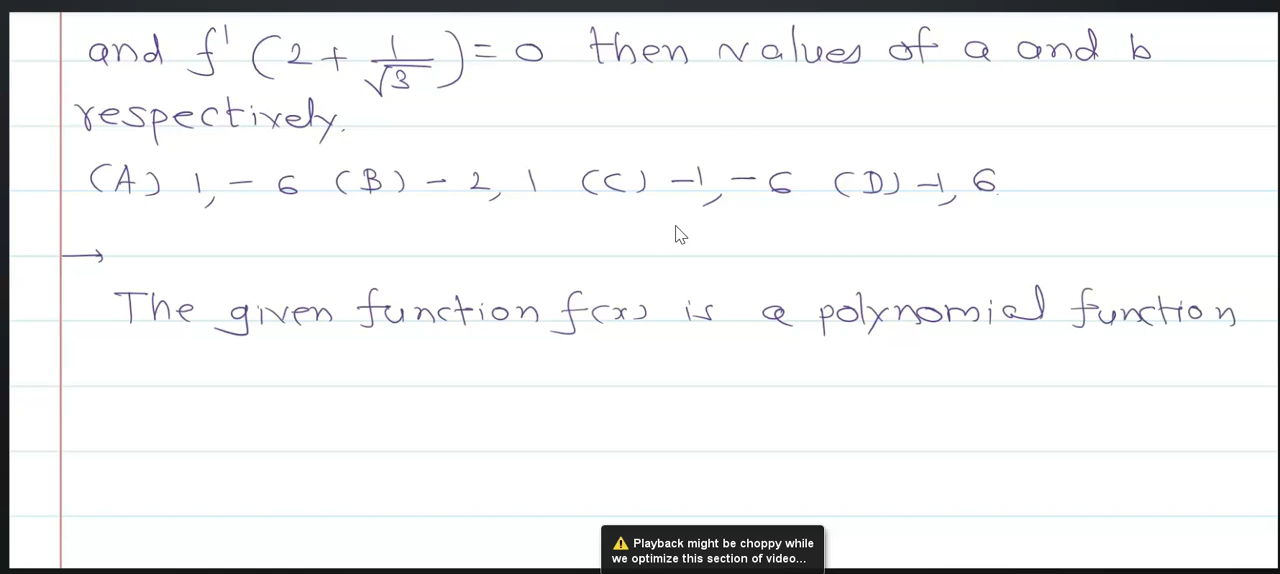 and f'(2+1/√3)=0 then values of a and b
respectively.
(A) 1, -6 (B) -2, 1 (C) -1, -6 (D) -1, 6
→
The given function f(x) is a polynomial function
⚠ Playback might be choppy while
we optimize this section of video...